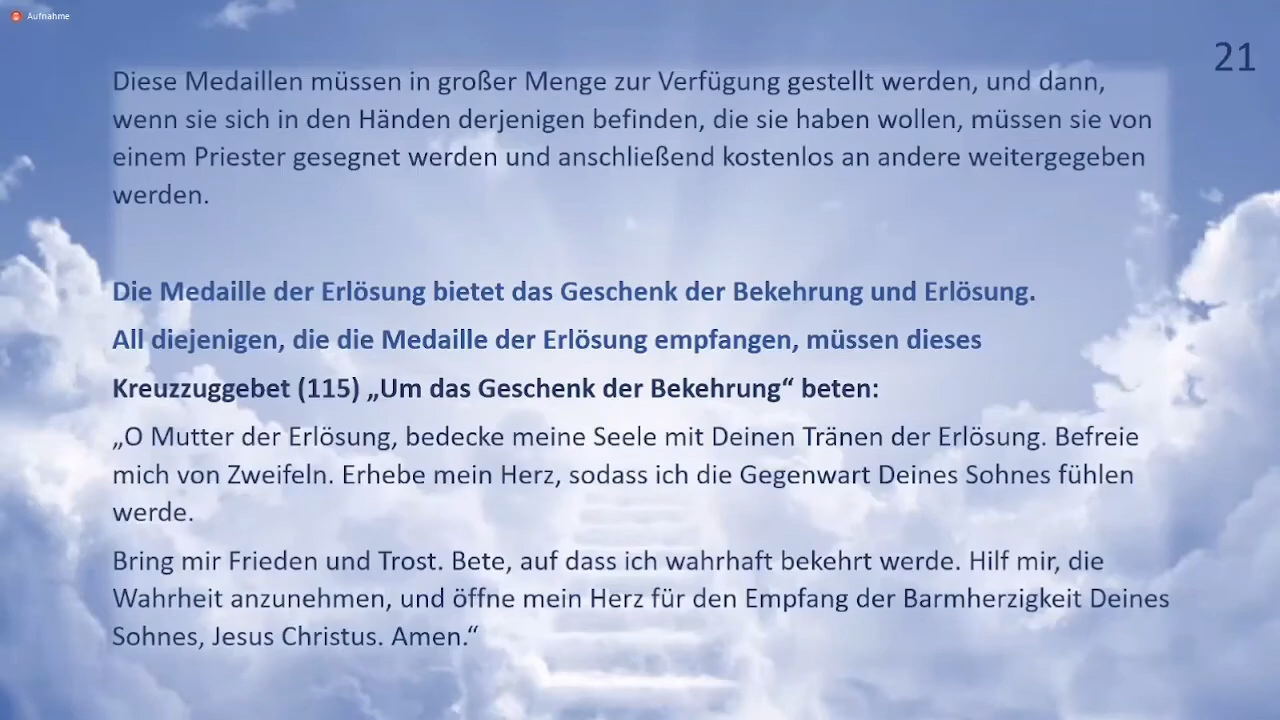 Aufnahme
21
Diese Medaillen müssen in großer Menge zur Verfügung gestellt werden, und dann,
wenn sie sich in den Händen derjenigen befinden, die sie haben wollen, müssen sie von
einem Priester gesegnet werden und anschließend kostenlos an andere weitergegeben
werden.
Die Medaille der Erlösung bietet das Geschenk der Bekehrung und Erlösung.
All diejenigen, die die Medaille der Erlösung empfangen, müssen dieses
Kreuzzuggebet (115) „Um das Geschenk der Bekehrung“ beten:
„O Mutter der Erlösung, bedecke meine Seele mit Deinen Tränen der Erlösung. Befreie
mich von Zweifeln. Erhebe mein Herz, sodass ich die Gegenwart Deines Sohnes fühlen
werde.
Bring mir Frieden und Trost. Bete, auf dass ich wahrhaft bekehrt werde. Hilf mir, die
Wahrheit anzunehmen, und öffne mein Herz für den Empfang der Barmherzigkeit Deines
Sohnes, Jesus Christus. Amen.“